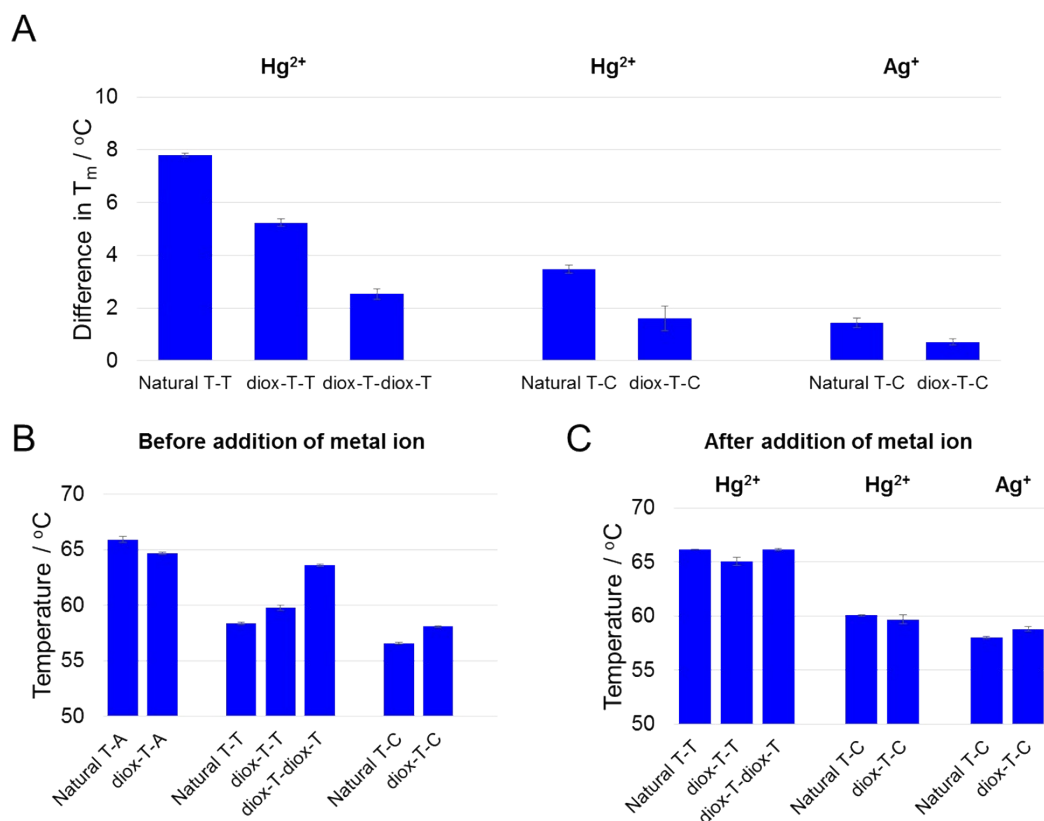 A
Hg²⁺ Hg²⁺ Ag⁺
Difference in Tₘ / ⁰C
10
8
6
4
2
0
Natural T-T diox-T-T diox-T-diox-T Natural T-C diox-T-C Natural T-C diox-T-C
B
Before addition of metal ion
Temperature / ⁰C
70
65
60
55
50
Natural T-A
diox-T-A
Natural T-T
diox-T-T
diox-T-diox-T
Natural T-C
diox-T-C
C
After addition of metal ion
Hg²⁺ Hg²⁺ Ag⁺
Temperature / ⁰C
70
65
60
55
50
Natural T-T
diox-T-T
diox-T-diox-T
Natural T-C
diox-T-C
Natural T-C
diox-T-C